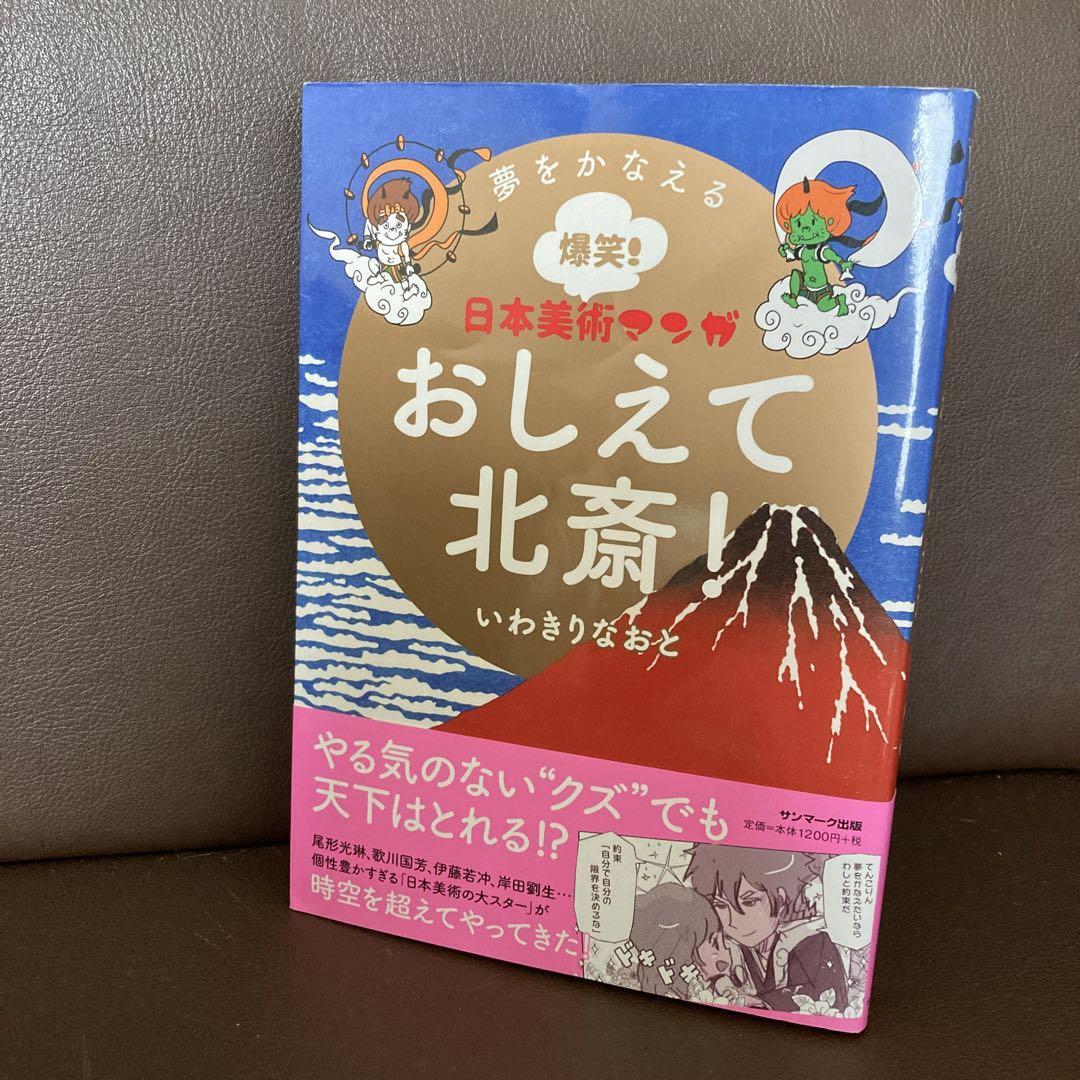 夢をかなえる
爆笑!
日本美術マンガ
おしえて
北斎!
いわきりなおと
やる気のない“クズ”でも
天下はとれる!?
尾形光琳、歌川国芳、伊藤若冲、岸田劉生…
個性豊かすぎる「日本美術の大スター」が
時空を超えてやってきた!
サンマーク出版
定価=本体1200円+税
てんこりん
夢をかなえたいなら
わしと約束だ
約束
「自分で自分の
限界を決めるな」
ドキ
ドキ